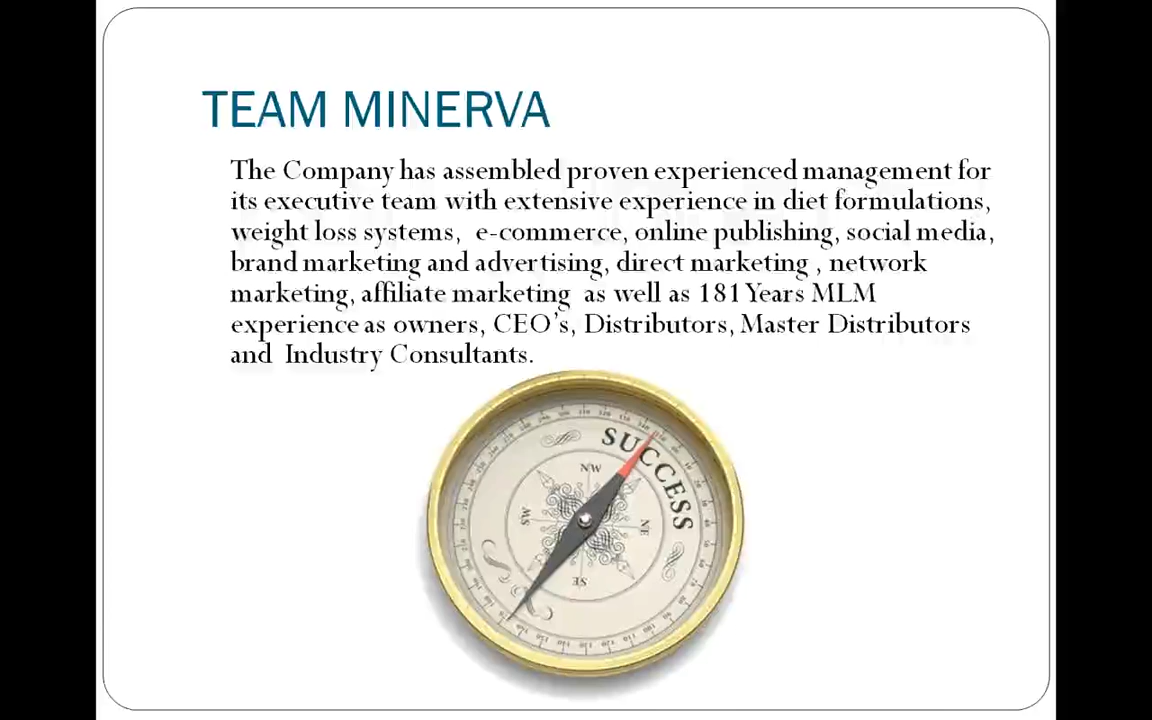 TEAM MINERVA
The Company has assembled proven experienced management for
its executive team with extensive experience in diet formulations,
weight loss systems, e-commerce, online publishing, social media,
brand marketing and advertising, direct marketing , network
marketing, affiliate marketing as well as 181 Years MLM
experience as owners, CEO's, Distributors, Master Distributors
and Industry Consultants.
SUCCESS
NW
SW
NE
SE